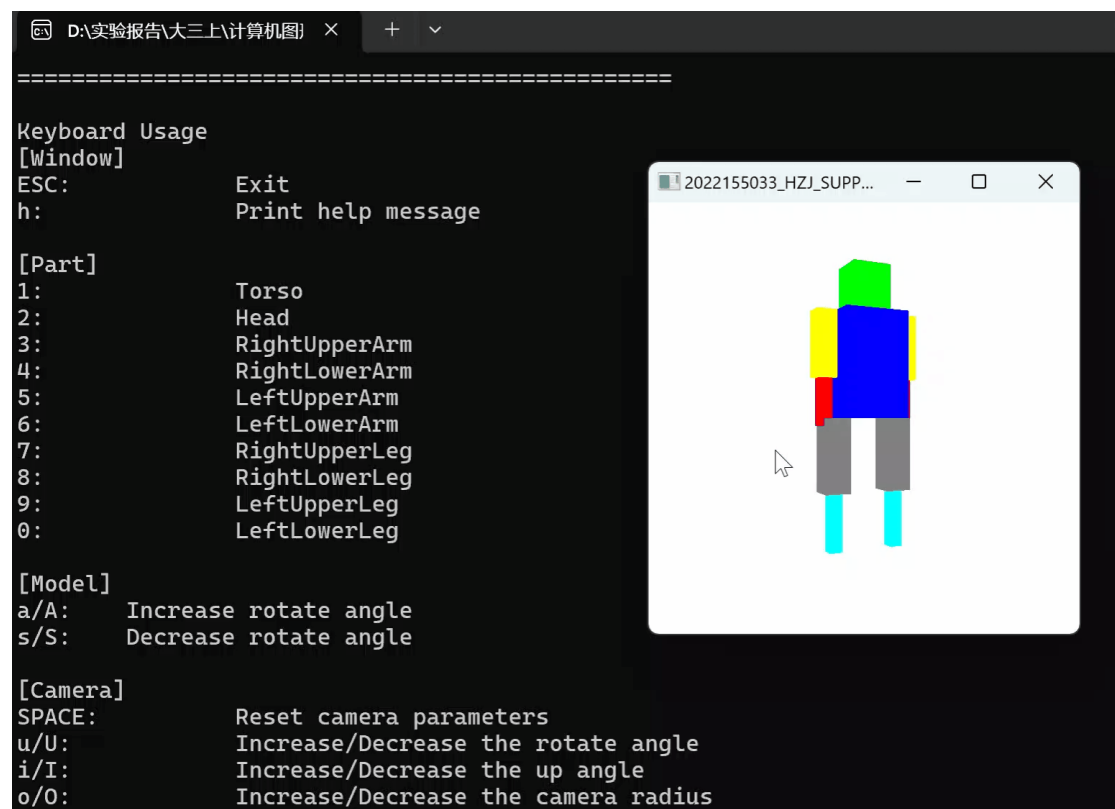 D:\实验报告\大三上\计算机图
==================================================
Keyboard Usage
[Window]
ESC: Exit
h: Print help message
[Part]
1: Torso
2: Head
3: RightUpperArm
4: RightLowerArm
5: LeftUpperArm
6: LeftLowerArm
7: RightUpperLeg
8: RightLowerLeg
9: LeftUpperLeg
0: LeftLowerLeg
[Model]
a/A: Increase rotate angle
s/S: Decrease rotate angle
[Camera]
SPACE: Reset camera parameters
u/U: Increase/Decrease the rotate angle
i/I: Increase/Decrease the up angle
o/O: Increase/Decrease the camera radius
2022155033_HZJ_SUPP...